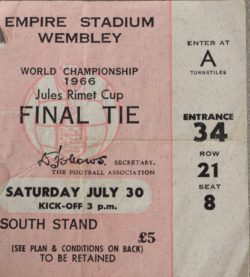 EMPIRE STADIUM
WEMBLEY
WORLD CHAMPIONSHIP
1966
Jules Rimet Cup
FINAL TIE
D. Follows. SECRETARY.
THE FOOTBALL ASSOCIATION
SATURDAY JULY 30
KICK-OFF 3 p.m.
SOUTH STAND
£5
(SEE PLAN & CONDITIONS ON BACK)
TO BE RETAINED
ENTER AT
A
TURNSTILES
ENTRANCE
34
ROW
21
SEAT
8